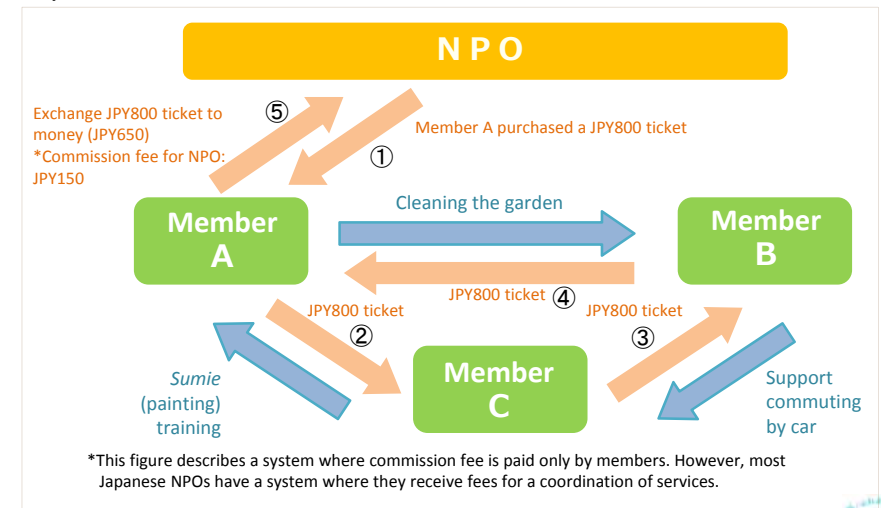 N P O
Exchange JPY800 ticket to
money (JPY650)
*Commission fee for NPO:
JPY150
⑤
①
Member A purchased a JPY800 ticket
Member
A
Cleaning the garden
Member
B
JPY800 ticket ④
JPY800 ticket
②
JPY800 ticket
③
Sumie
(painting)
training
Member
C
Support
commuting
by car
*This figure describes a system where commission fee is paid only by members. However, most
Japanese NPOs have a system where they receive fees for a coordination of services.